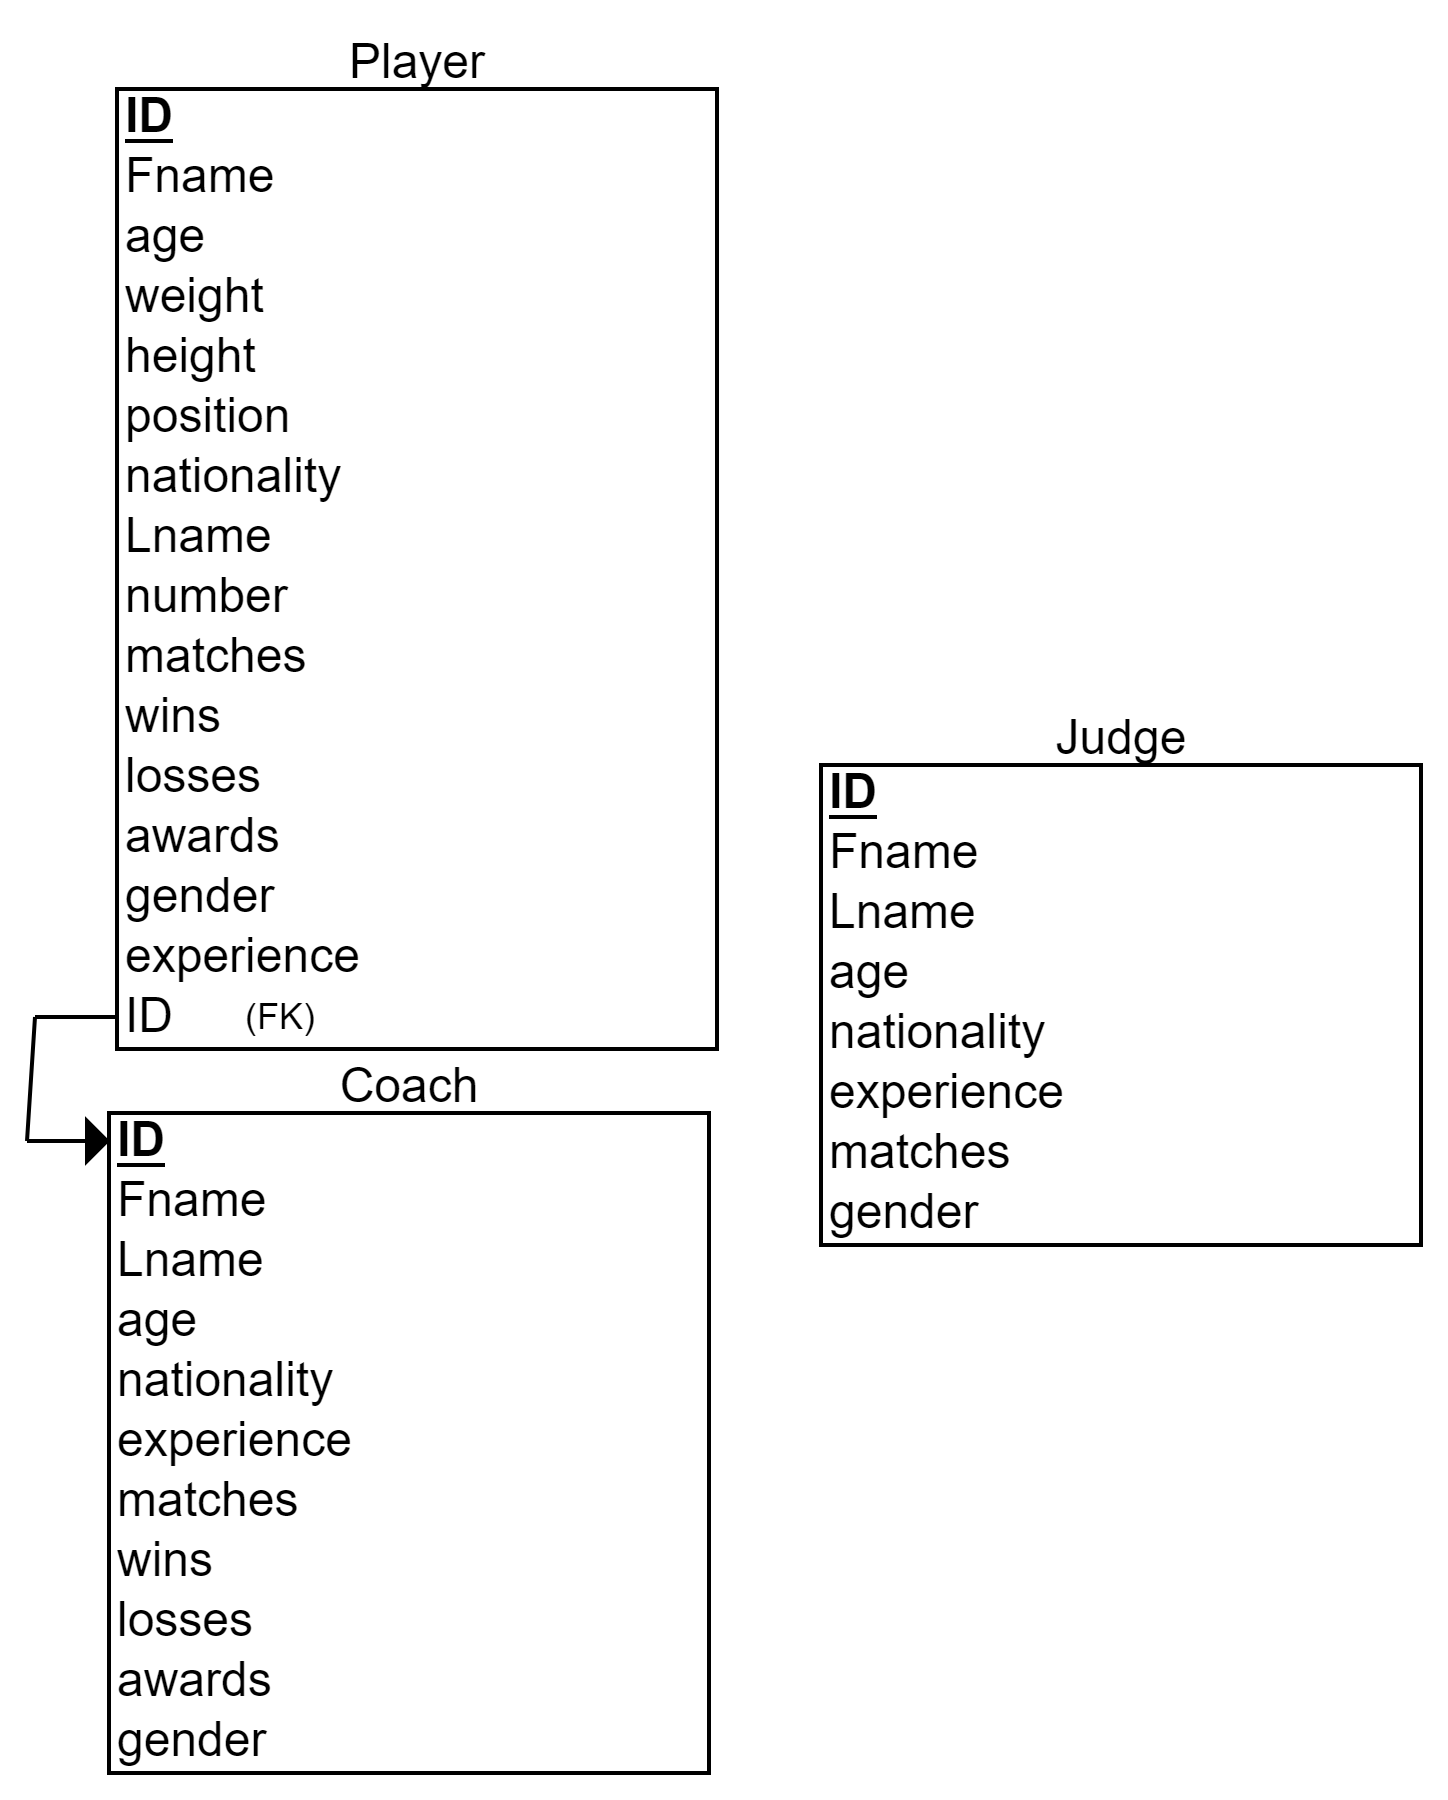 Player
ID
Fname
age
weight
height
position
nationality
Lname
number
matches
wins
losses
awards
gender
experience
ID (FK)
Coach
ID
Fname
Lname
age
nationality
experience
matches
wins
losses
awards
gender
Judge
ID
Fname
Lname
age
nationality
experience
matches
gender